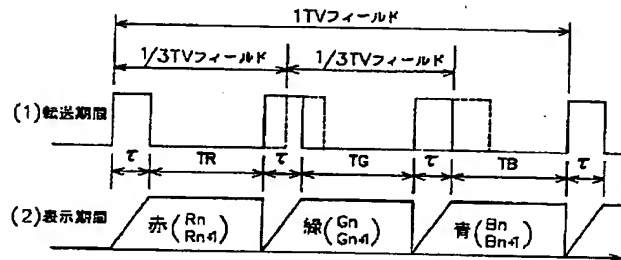 1TVフィールド
1/3TVフィールド 1/3TVフィールド
(1)転送期間
τ TR τ TG τ TB τ
(2)表示期間
赤(Rn Rn+1) 緑(Gn Gn+1) 青(Bn Bn+1)